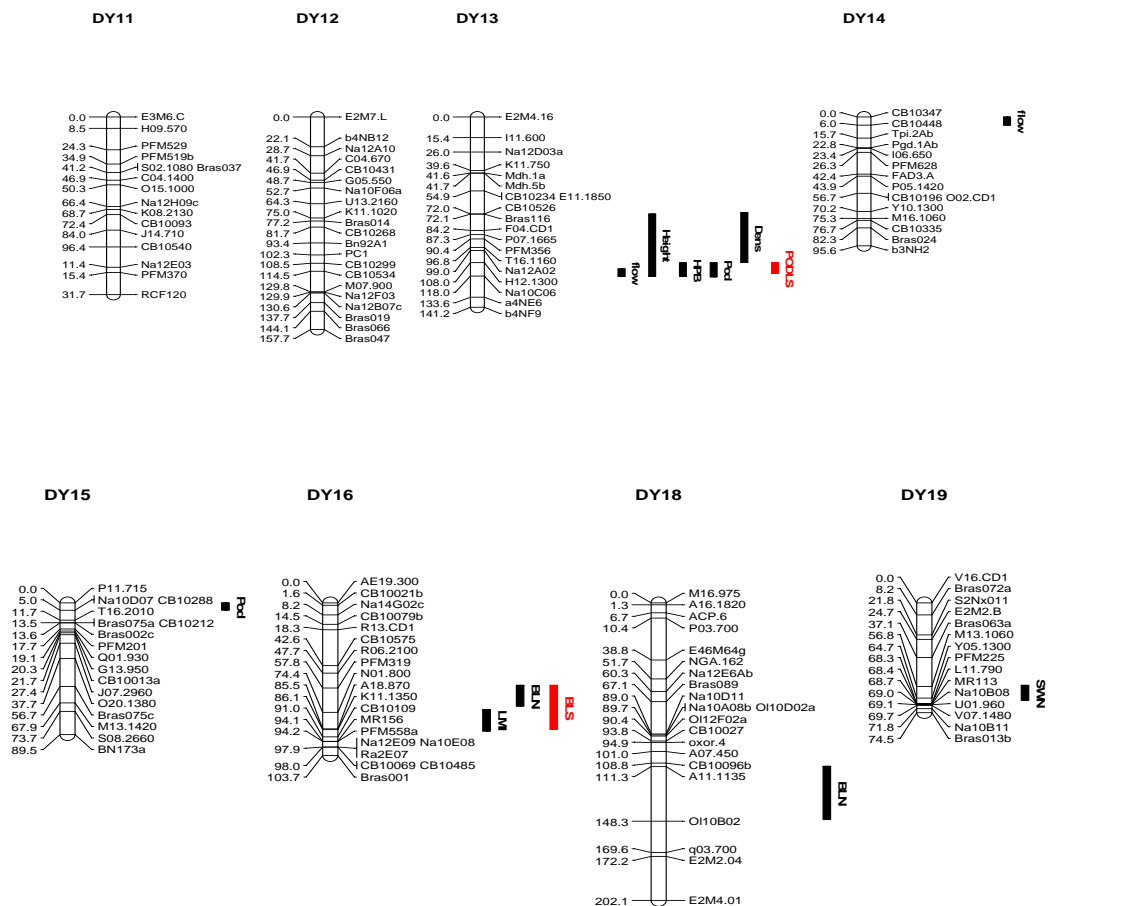 DY11 DY12 DY13 DY14
0.0 E3M6.C
8.5 H09.570
24.3 PFM529
34.9 PFM519b
41.2 S02.1080 Bras037
46.9 C04.1400
50.3 O15.1000
66.4 Na12H09c
68.7 K08.2130
72.4 CB10093
84.0 J14.710
96.4 CB10540
11.4 Na12E03
15.4 PFM370
31.7 RCF120
0.0 E2M7.L
22.1 b4NB12
28.7 Na12A10
41.7 C04.670
46.9 CB10431
48.7 G05.550
52.7 Na10F06a
64.3 U13.2160
75.0 K11.1020
77.2 Bras014
81.7 CB10268
93.4 Bn92A1
102.3 PC1
108.5 CB10299
114.5 CB10534
129.8 M07.900
129.9 Na12F03
130.6 Na12B07c
137.7 Bras019
144.1 Bras066
157.7 Bras047
0.0 E2M4.16
15.4 I11.600
26.0 Na12D03a
39.6 K11.750
41.6 Mdh.1a
41.7 Mdh.5b
54.9 CB10234 E11.1850
72.0 CB10526
72.1 Bras116
84.2 F04.CD1
87.3 P07.1665
90.4 PFM356
96.8 T16.1160
99.0 Na12A02
108.0 H12.1300
118.0 Na10C06
133.6 a4NE6
141.2 b4NF9
flow
Height
HPB
Pod
Dens
PODLS
0.0 CB10347
6.0 CB10448
15.7 Tpi.2Ab
22.8 Pgd.1Ab
23.4 I06.650
26.3 PFM628
42.4 FAD3.A
43.9 P05.1420
56.7 CB10196 O02.CD1
70.2 Y10.1300
75.3 M16.1060
76.7 CB10335
82.3 Bras024
95.6 b3NH2
flow
DY15 DY16 DY18 DY19
0.0 P11.715
5.0 Na10D07 CB10288
11.7 T16.2010
13.5 Bras075a CB10212
13.6 Bras002c
17.7 PFM201
19.1 Q01.930
20.3 G13.950
21.7 CB10013a
27.4 J07.2960
37.7 O20.1380
56.7 Bras075c
67.9 M13.1420
73.7 S08.2660
89.5 BN173a
Pod
0.0 AE19.300
1.6 CB10021b
8.2 Na14G02c
14.5 CB10079b
18.3 R13.CD1
42.6 CB10575
47.7 R06.2100
57.8 PFM319
74.4 N01.800
85.5 A18.870
86.1 K11.1350
91.0 CB10109
94.1 MR156
94.2 PFM558a
97.9 Na12E09 Na10E08
Ra2E07
98.0 CB10069 CB10485
103.7 Bras001
LMI
BLN
BLS
0.0 M16.975
1.3 A16.1820
6.7 ACP.6
10.4 P03.700
38.8 E46M64g
51.7 NGA.162
60.3 Na12E6Ab
67.1 Bras089
89.0 Na10D11
89.7 Na10A08b Ol10D02a
90.4 Ol12F02a
93.8 CB10027
94.9 oxor.4
101.0 A07.450
108.8 CB10096b
111.3 A11.1135
148.3 Ol10B02
169.6 q03.700
172.2 E2M2.04
202.1 E2M4.01
BLN
0.0 V16.CD1
8.2 Bras072a
21.8 S2Nx011
24.7 E2M2.B
37.1 Bras063a
56.8 M13.1060
64.7 Y05.1300
68.3 PFM225
68.4 L11.790
68.7 MR113
69.0 Na10B08
69.1 U01.960
69.7 V07.1480
71.8 Na10B11
74.5 Bras013b
SWN